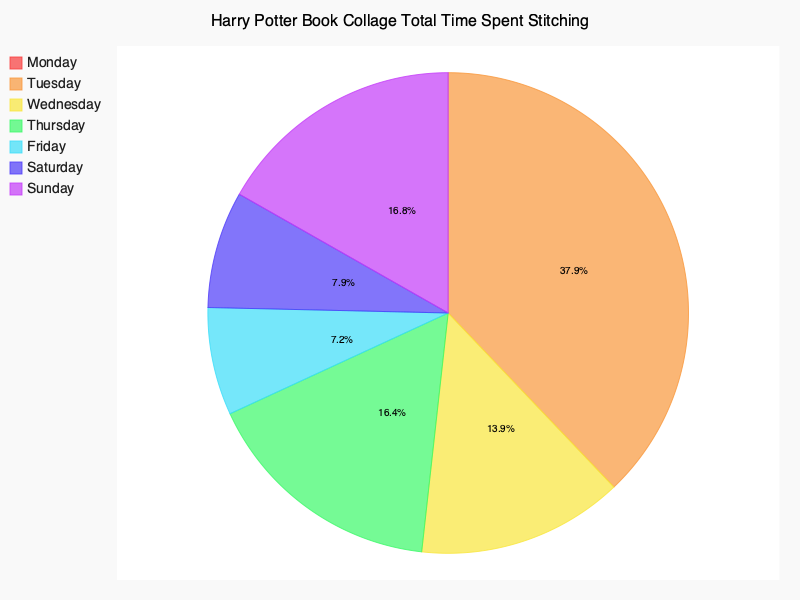 Harry Potter Book Collage Total Time Spent Stitching
Monday
Tuesday
Wednesday
Thursday
Friday
Saturday
Sunday
16.8%
37.9%
7.9%
7.2%
16.4%
13.9%